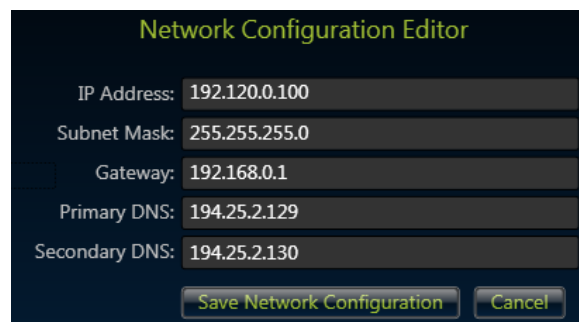 Network Configuration Editor
IP Address: 192.120.0.100
Subnet Mask: 255.255.255.0
Gateway: 192.168.0.1
Primary DNS: 194.25.2.129
Secondary DNS: 194.25.2.130
Save Network Configuration Cancel